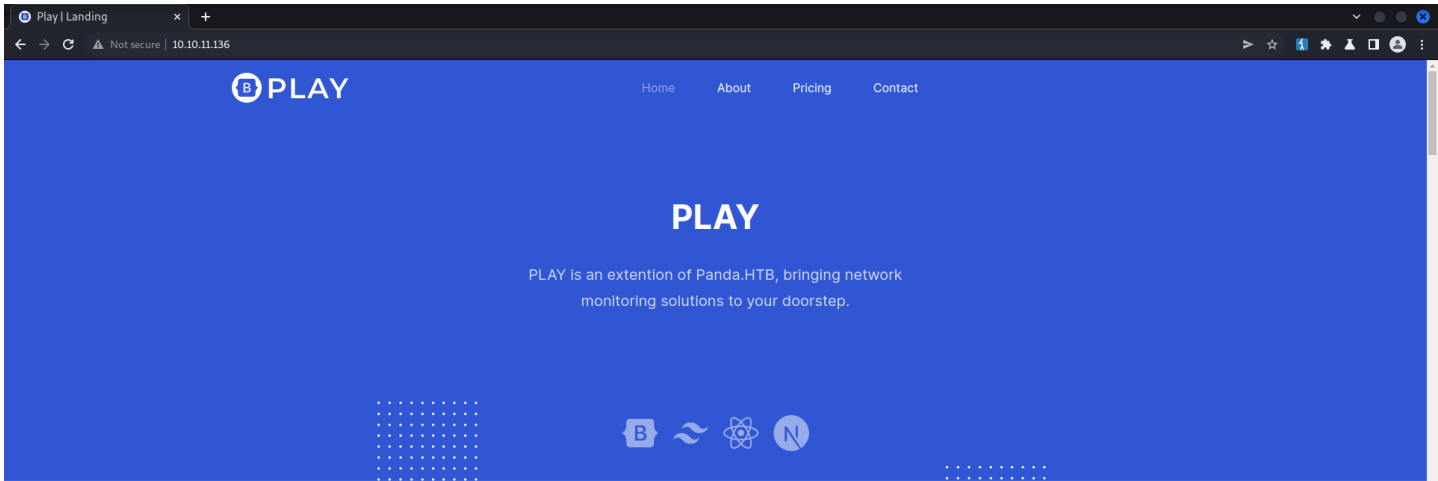 Play | Landing
Not secure
10.10.11.136
B PLAY
Home
About
Pricing
Contact
PLAY
PLAY is an extention of Panda.HTB, bringing network
monitoring solutions to your doorstep.
B
N